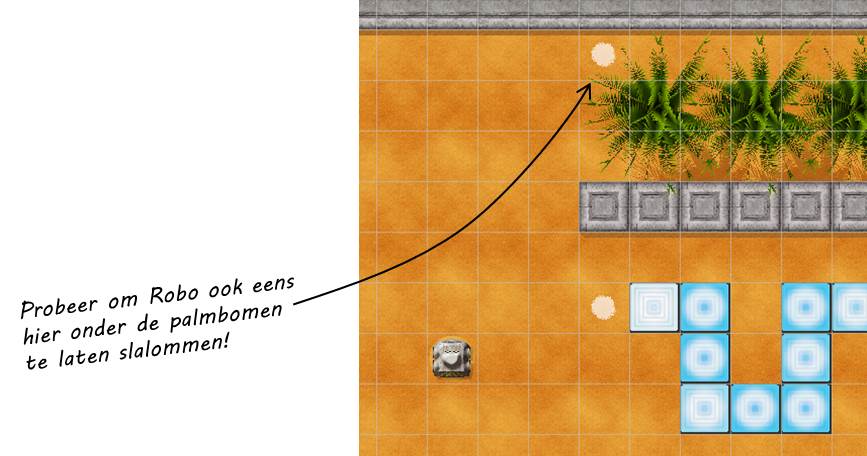 Probeer om Robo ook eens
hier onder de palmbomen
te laten slalommen!